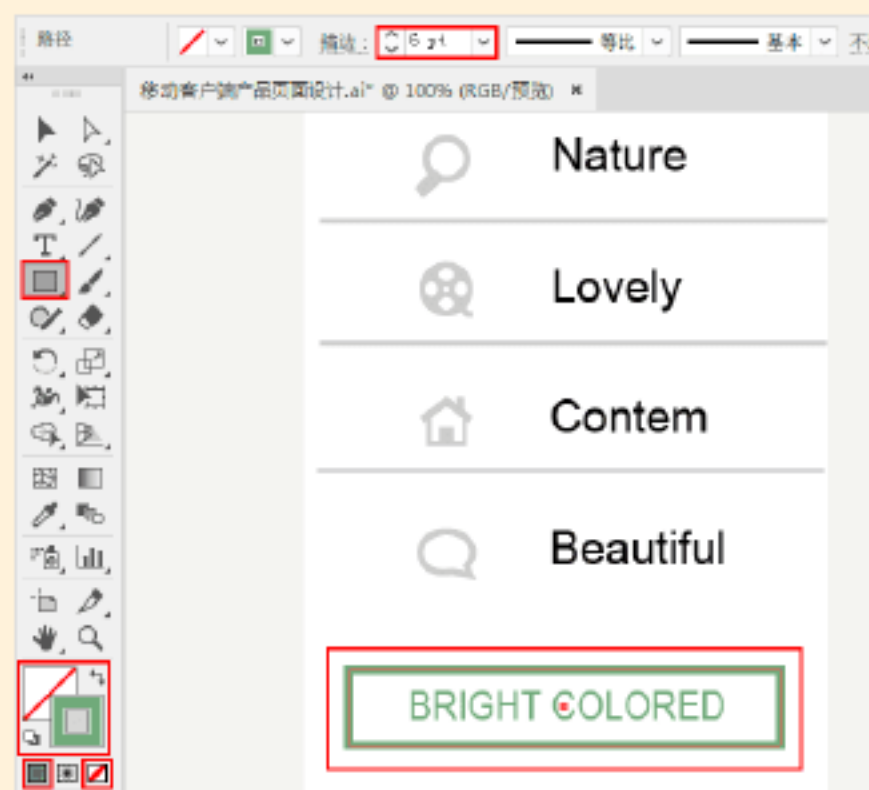 路径 描边: 6 pt 等比 基本 不
移动客户端产品页面设计.ai* @ 100% (RGB/预览) ×
Nature
Lovely
Contem
Beautiful
BRIGHT COLORED